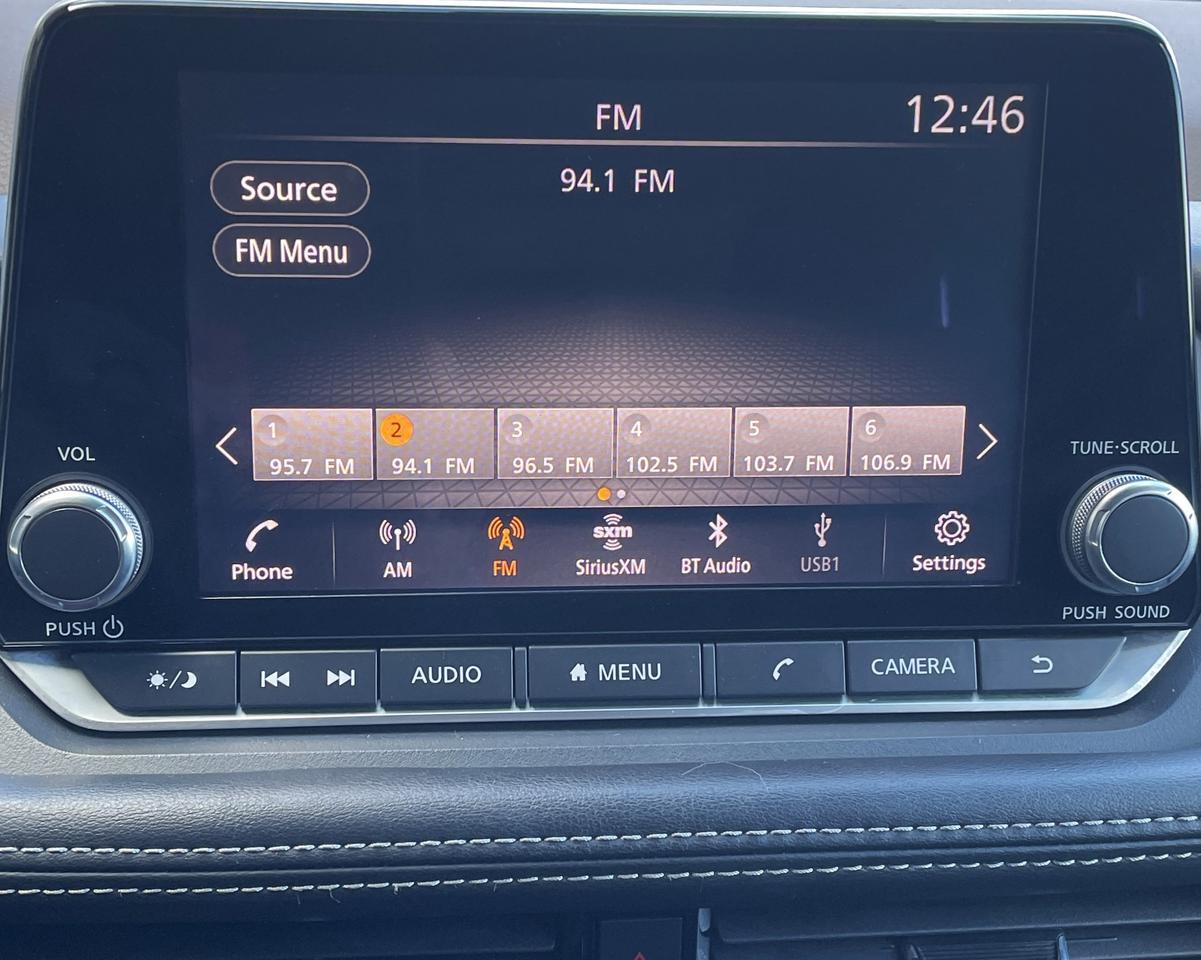 FM
12:46
Source
94.1 FM
FM Menu
1 2 3 4 5 6
95.7 FM 94.1 FM 96.5 FM 102.5 FM 103.7 FM 106.9 FM
VOL
TUNE·SCROLL
sxm
Phone AM FM SiriusXM BT Audio USB1 Settings
PUSH
PUSH SOUND
AUDIO MENU CAMERA